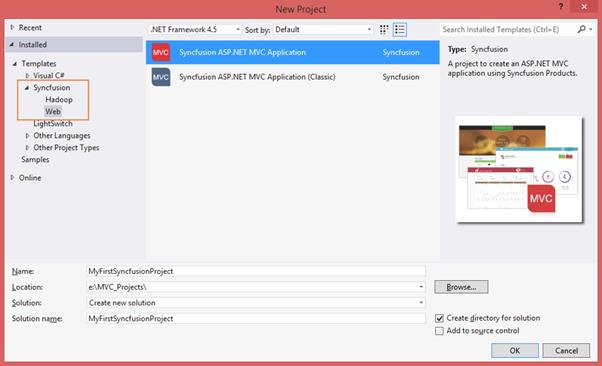 New Project
? ×
Recent
Installed
Templates
Visual C#
Syncfusion
Hadoop
Web
LightSwitch
Other Languages
Other Project Types
Samples
Online
.NET Framework 4.5 Sort by: Default
MVC Syncfusion ASP.NET MVC Application Syncfusion
MVC Syncfusion ASP.NET MVC Application (Classic) Syncfusion
Search Installed Templates (Ctrl+E)
Type: Syncfusion
A project to create an ASP.NET MVC
application using Syncfusion Products.
MVC
Name: MyFirstSyncfusionProject
Location: e:\MVC_Projects\ Browse...
Solution: Create new solution
Solution name: MyFirstSyncfusionProject
Create directory for solution
Add to source control
OK Cancel